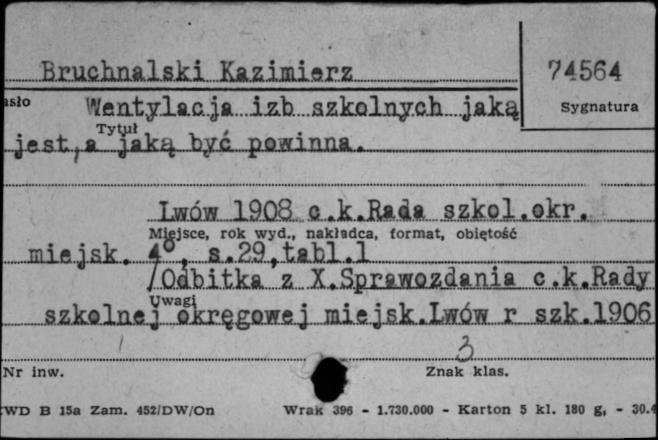 Bruchnalski Kazimierz
74564
asło Wentylacja izb szkolnych jaką
Sygnatura
Tytuł
jest, a jaką być powinna.
Lwów 1908 c.k.Rada szkol.okr.
Miejsce, rok wyd., nakładca, format, obiętość
miejsk. 4°, s.29,tabl.1
/Odbitka z X.Sprawozdania c.k.Rady
Uwagi
szkolnej okręgowej miejsk.Lwów r szk.1906
3
Nr inw.
Znak klas.
CWD B 15a Zam. 452/DW/On Wrak 396 - 1.730.000 - Karton 5 kl. 180 g, - 30.4